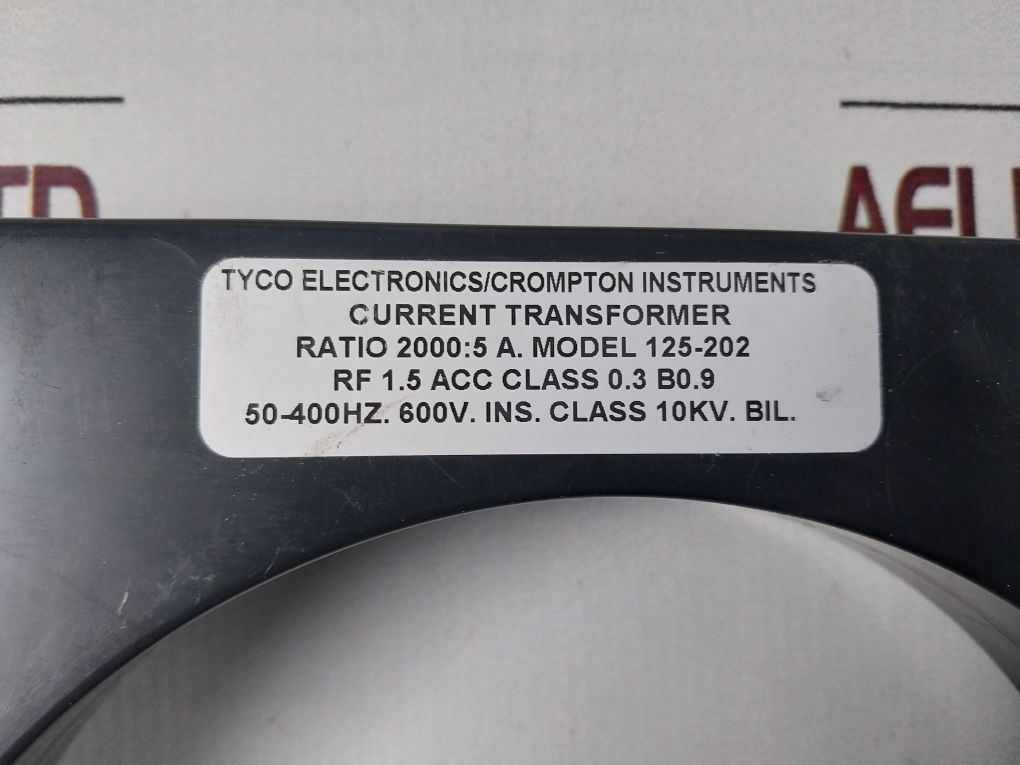 TYCO ELECTRONICS/CROMPTON INSTRUMENTS
CURRENT TRANSFORMER
RATIO 2000:5 A. MODEL 125-202
RF 1.5 ACC CLASS 0.3 B0.9
50-400HZ. 600V. INS. CLASS 10KV. BIL.